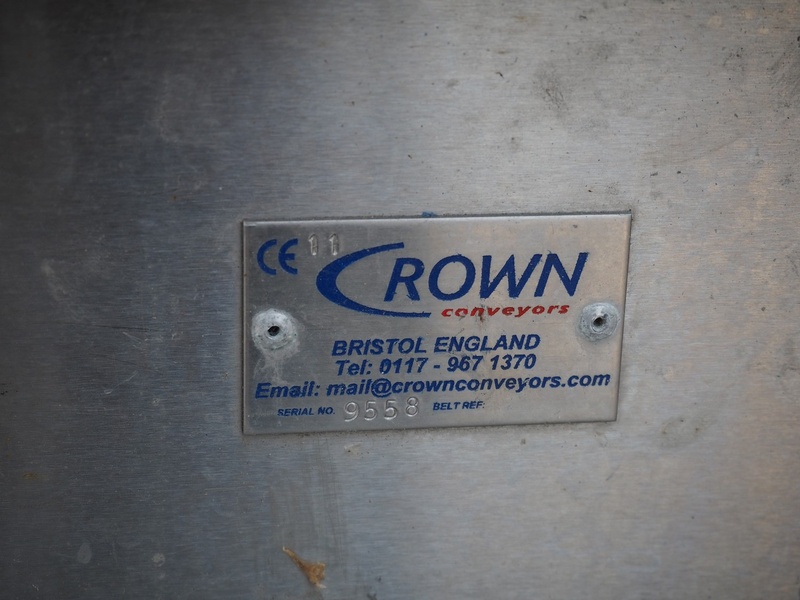 CE 11
CROWN
conveyors
BRISTOL ENGLAND
Tel: 0117 - 967 1370
Email: mail@crownconveyors.com
SERIAL NO. 9558 BELT REF: